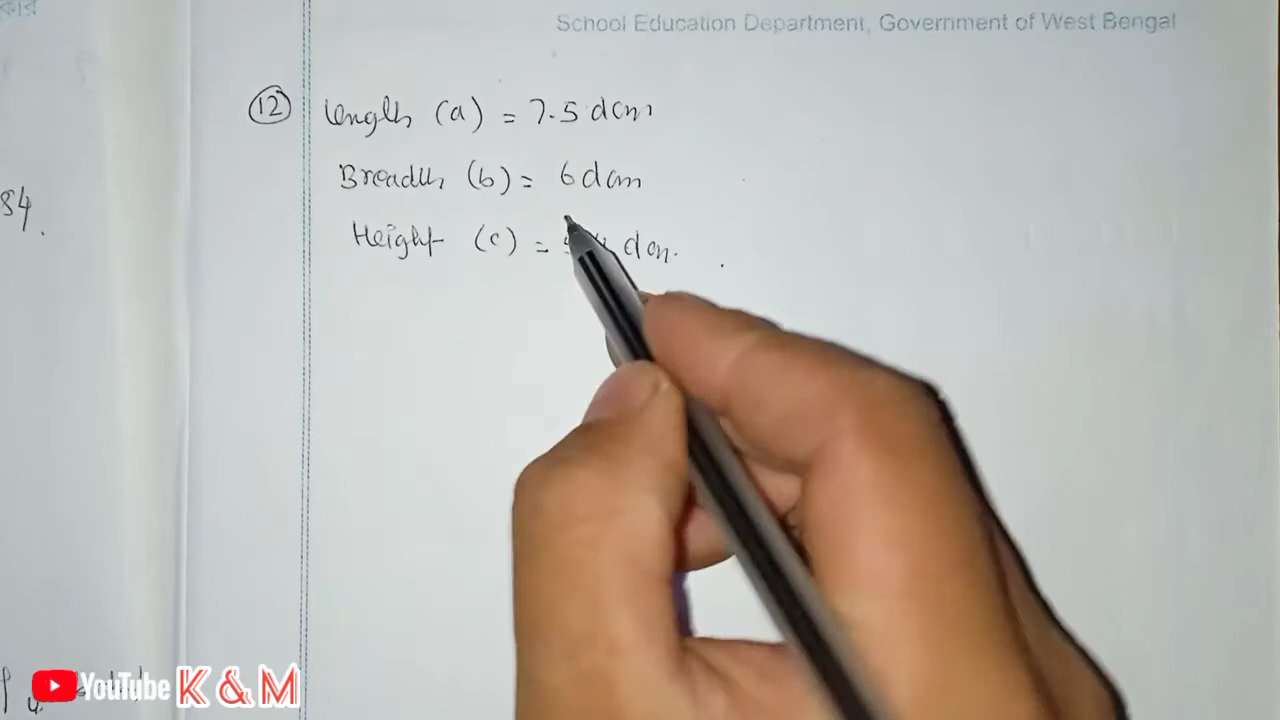 School Education Department, Government of West Bengal
(12) Length (a) = 7.5 dcm
Breadth (b) = 6 dcm
84.
Height (c) = dcm.
YouTube K & M